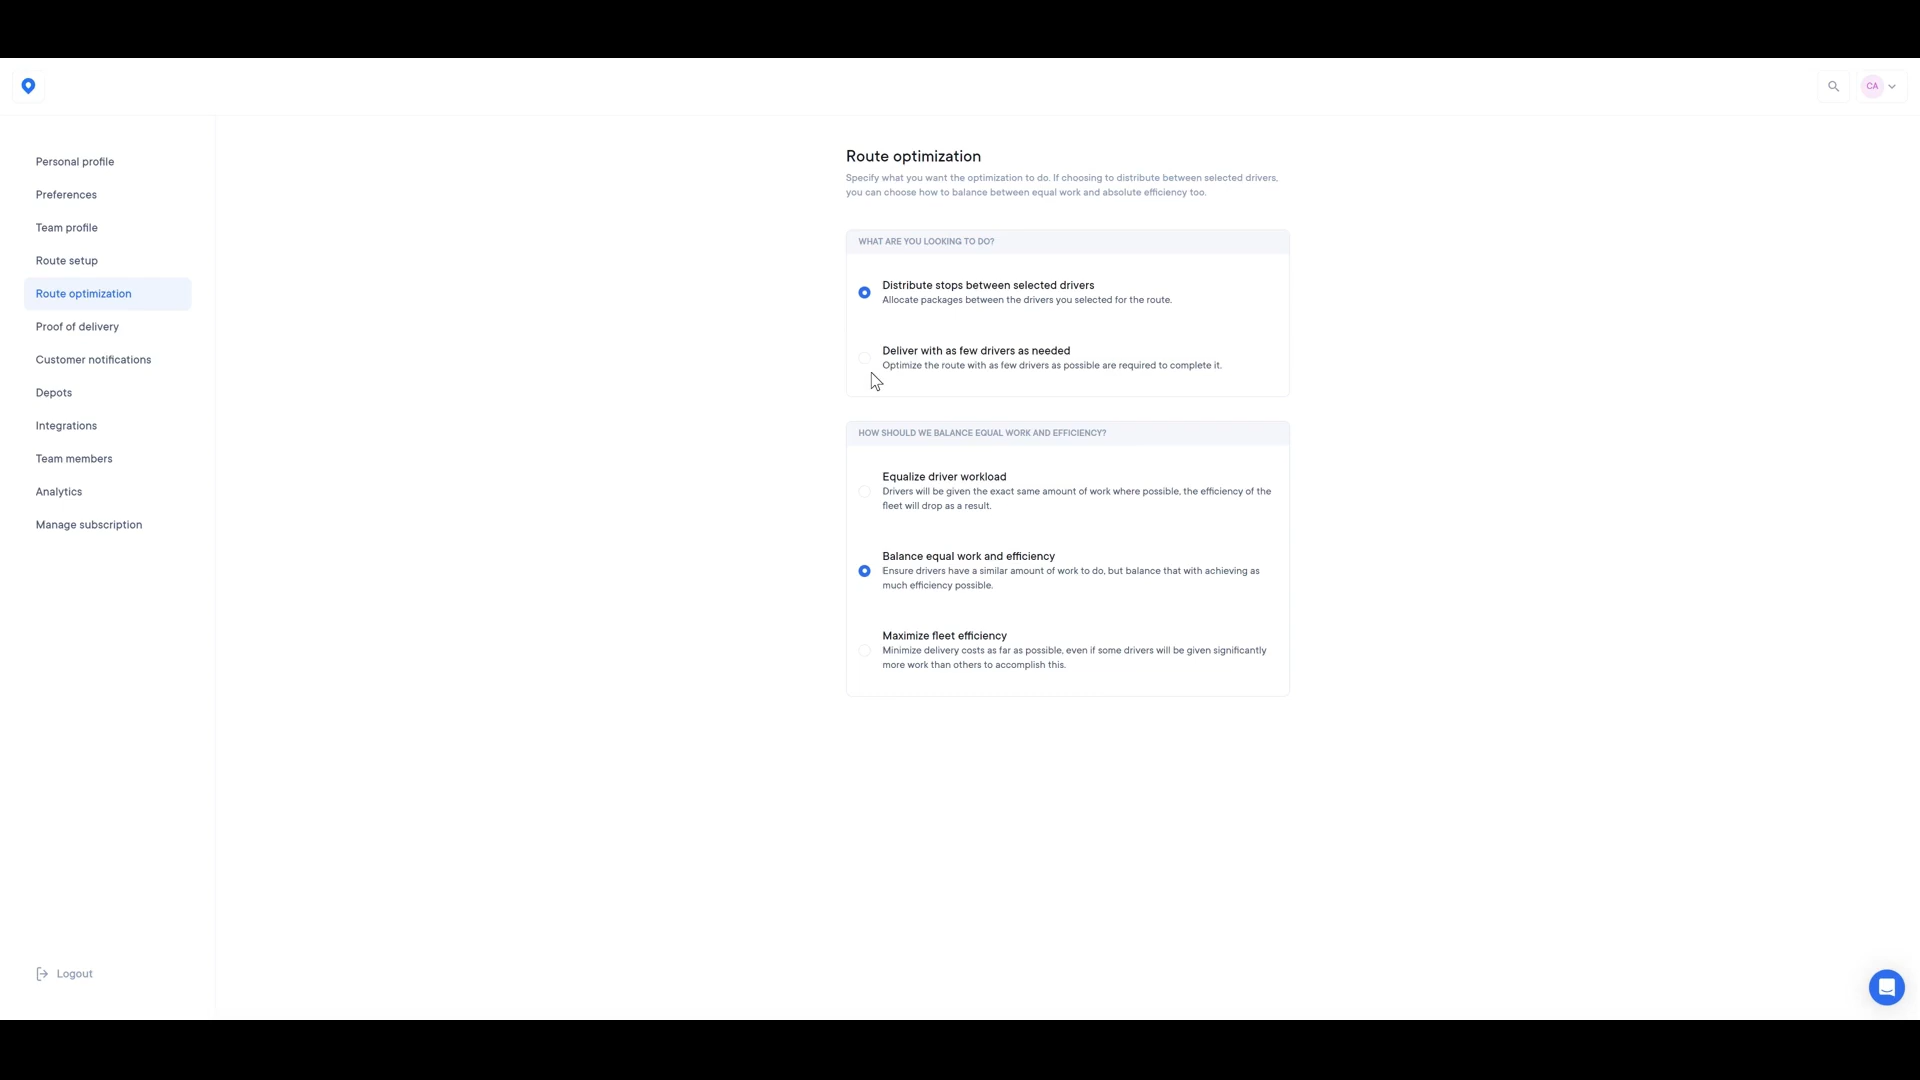 CA
Personal profile
Preferences
Team profile
Route setup
Route optimization
Proof of delivery
Customer notifications
Depots
Integrations
Team members
Analytics
Manage subscription
Logout
Route optimization
Specify what you want the optimization to do. If choosing to distribute between selected drivers,
you can choose how to balance between equal work and absolute efficiency too.
WHAT ARE YOU LOOKING TO DO?
Distribute stops between selected drivers
Allocate packages between the drivers you selected for the route.
Deliver with as few drivers as needed
Optimize the route with as few drivers as possible are required to complete it.
HOW SHOULD WE BALANCE EQUAL WORK AND EFFICIENCY?
Equalize driver workload
Drivers will be given the exact same amount of work where possible, the efficiency of the
fleet will drop as a result.
Balance equal work and efficiency
Ensure drivers have a similar amount of work to do, but balance that with achieving as
much efficiency possible.
Maximize fleet efficiency
Minimize delivery costs as far as possible, even if some drivers will be given significantly
more work than others to accomplish this.